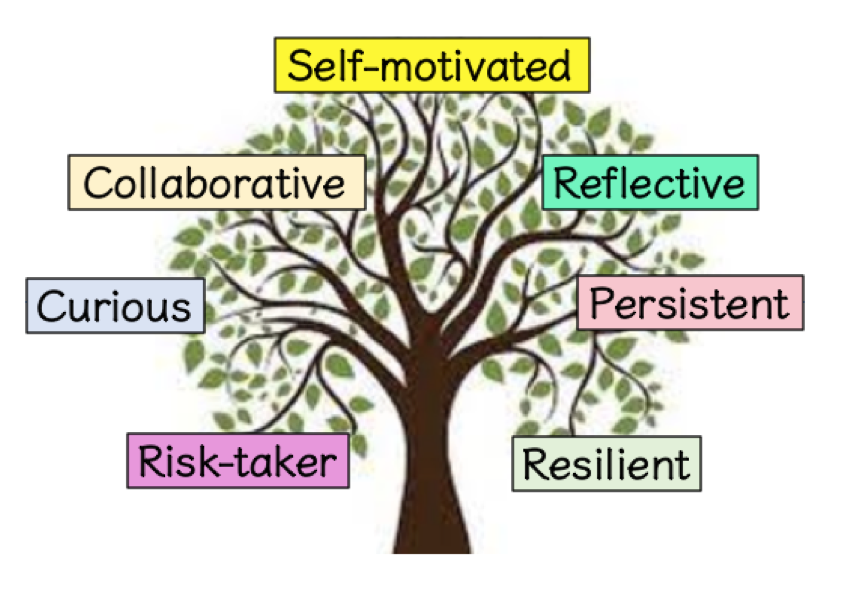 Self-motivated
Collaborative
Reflective
Curious
Persistent
Risk-taker
Resilient